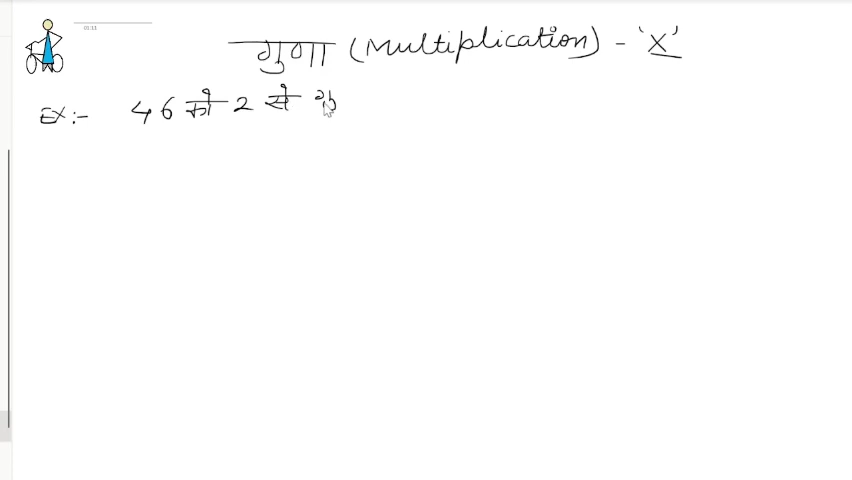 गुणा (Multiplication) - 'X'
Ex:- 46 को 2 से